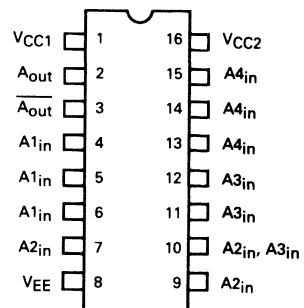 VCC1 1 16 VCC2
Aout 2 15 A4in
Aout 3 14 A4in
A1in 4 13 A4in
A1in 5 12 A3in
A1in 6 11 A3in
A2in 7 10 A2in, A3in
VEE 8 9 A2in